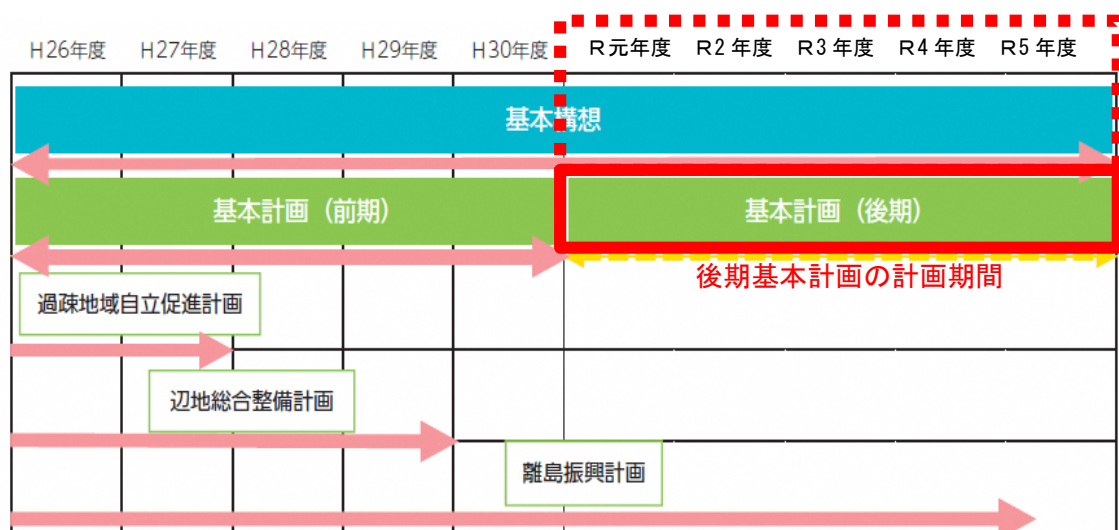 H26年度 H27年度 H28年度 H29年度 H30年度 R元年度 R2年度 R3年度 R4年度 R5年度
基本構想
基本計画（前期） 基本計画（後期）
後期基本計画の計画期間
過疎地域自立促進計画
辺地総合整備計画
離島振興計画